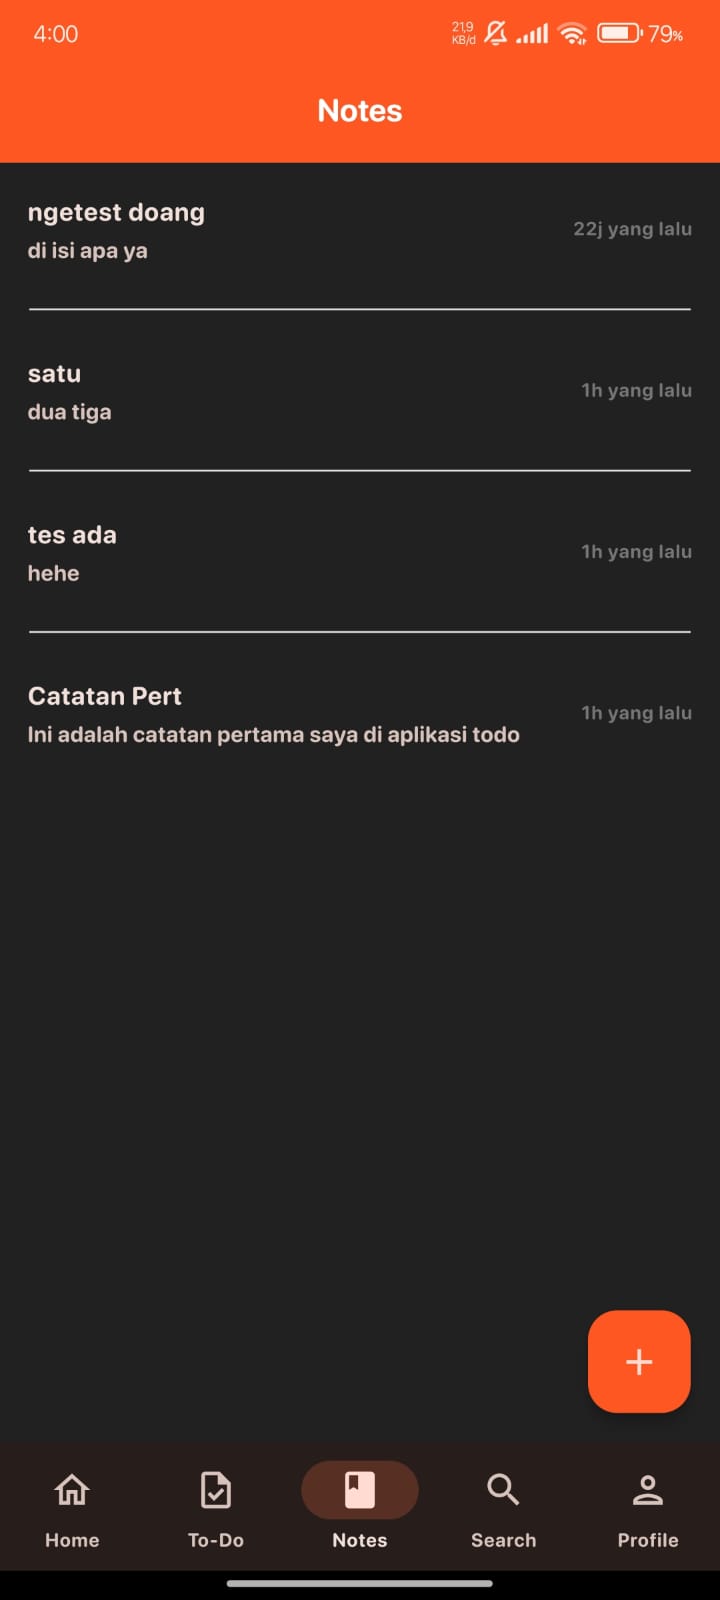 4:00
21,9
KB/d
79%
Notes
ngetest doang
22j yang lalu
di isi apa ya
satu
1h yang lalu
dua tiga
tes ada
1h yang lalu
hehe
Catatan Pert
1h yang lalu
Ini adalah catatan pertama saya di aplikasi todo
Home
To-Do
Notes
Search
Profile